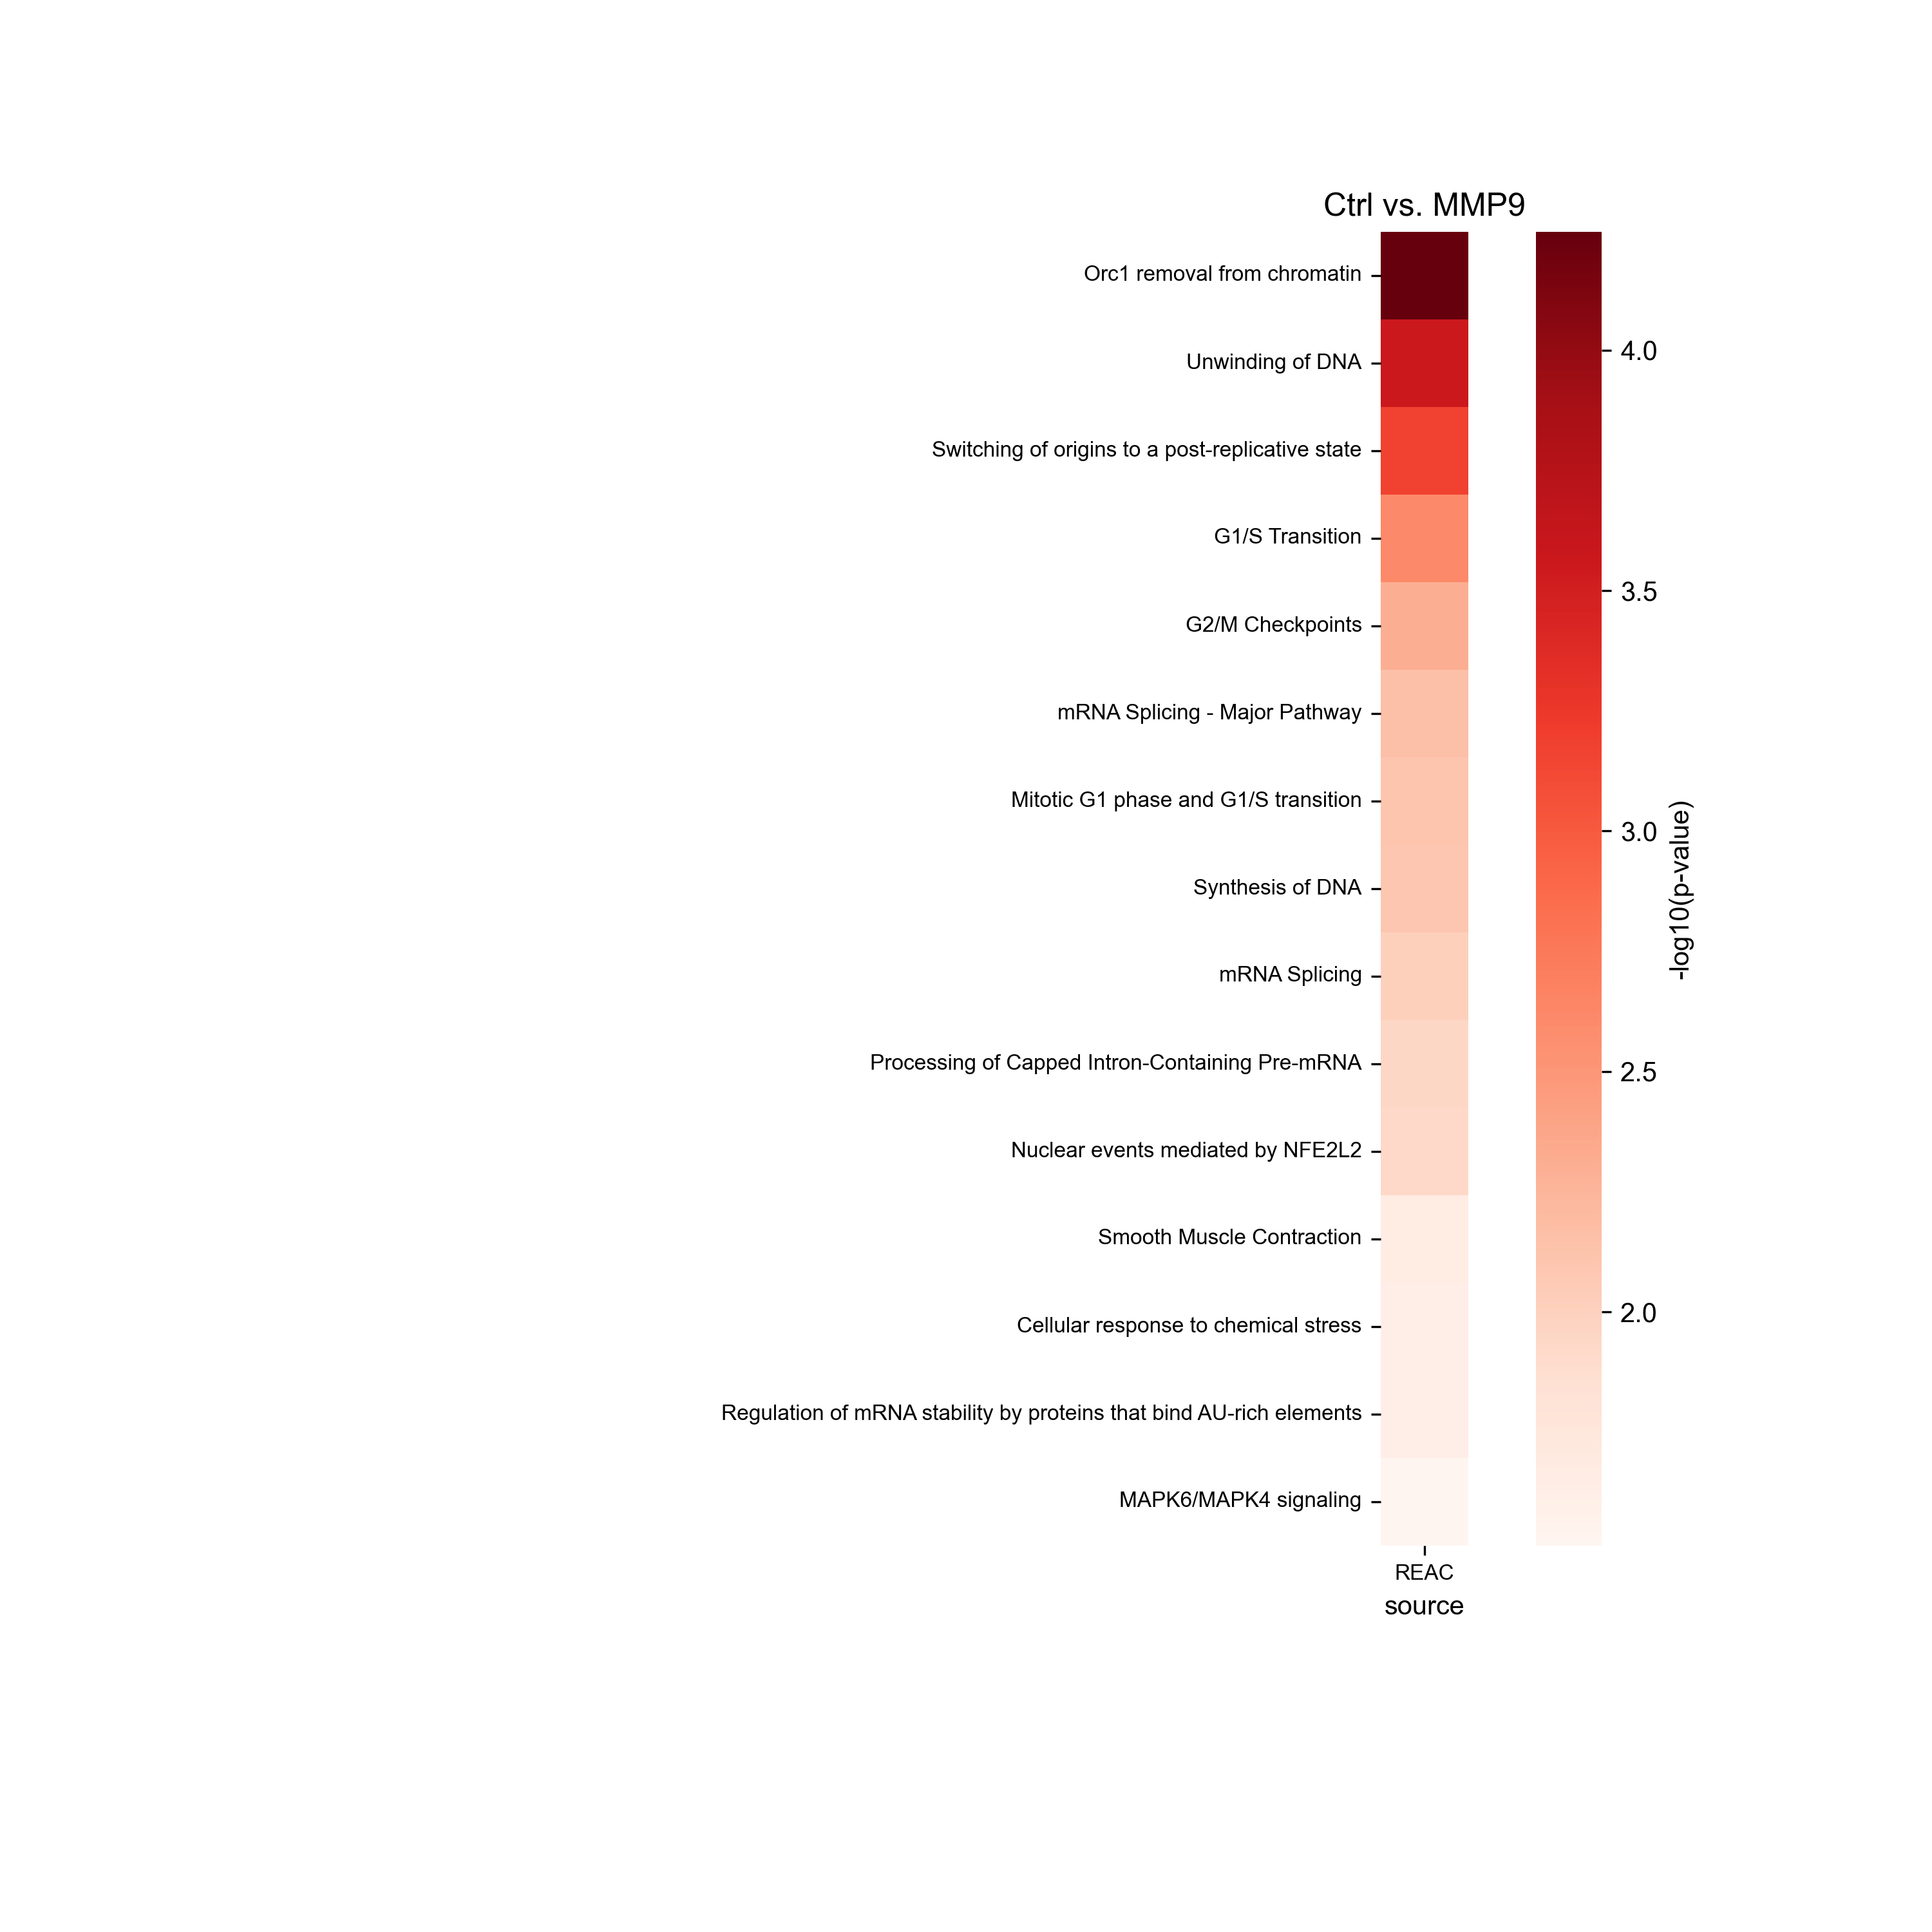 Ctrl vs. MMP9
Orc1 removal from chromatin
Unwinding of DNA
Switching of origins to a post-replicative state
G1/S Transition
G2/M Checkpoints
mRNA Splicing - Major Pathway
Mitotic G1 phase and G1/S transition
Synthesis of DNA
mRNA Splicing
Processing of Capped Intron-Containing Pre-mRNA
Nuclear events mediated by NFE2L2
Smooth Muscle Contraction
Cellular response to chemical stress
Regulation of mRNA stability by proteins that bind AU-rich elements
MAPK6/MAPK4 signaling
REAC
source
4.0
3.5
3.0
2.5
2.0
-log10(p-value)